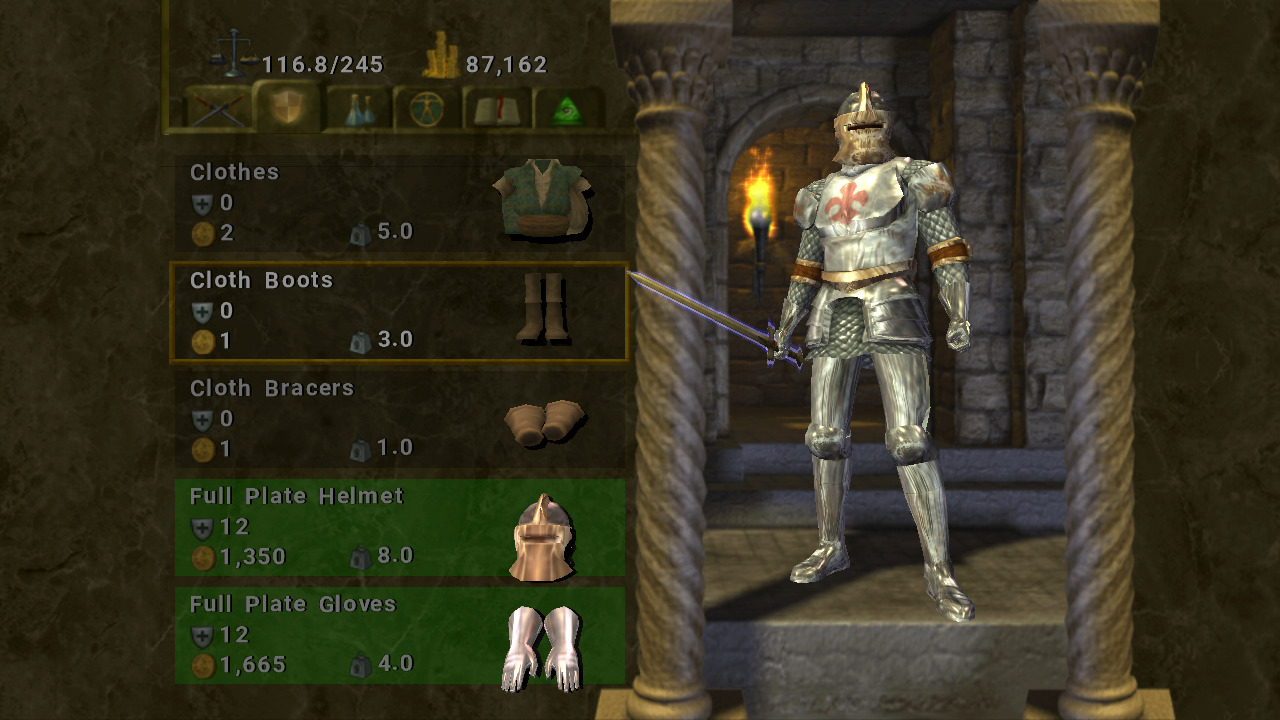 116.8/245 87,162
Clothes
0
2 5.0
Cloth Boots
0
1 3.0
Cloth Bracers
0
1 1.0
Full Plate Helmet
12
1,350 8.0
Full Plate Gloves
12
1,665 4.0